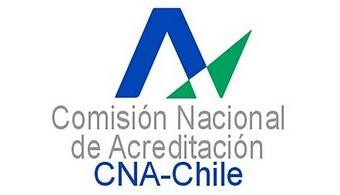 Comisión Nacional
de Acreditación
CNA-Chile